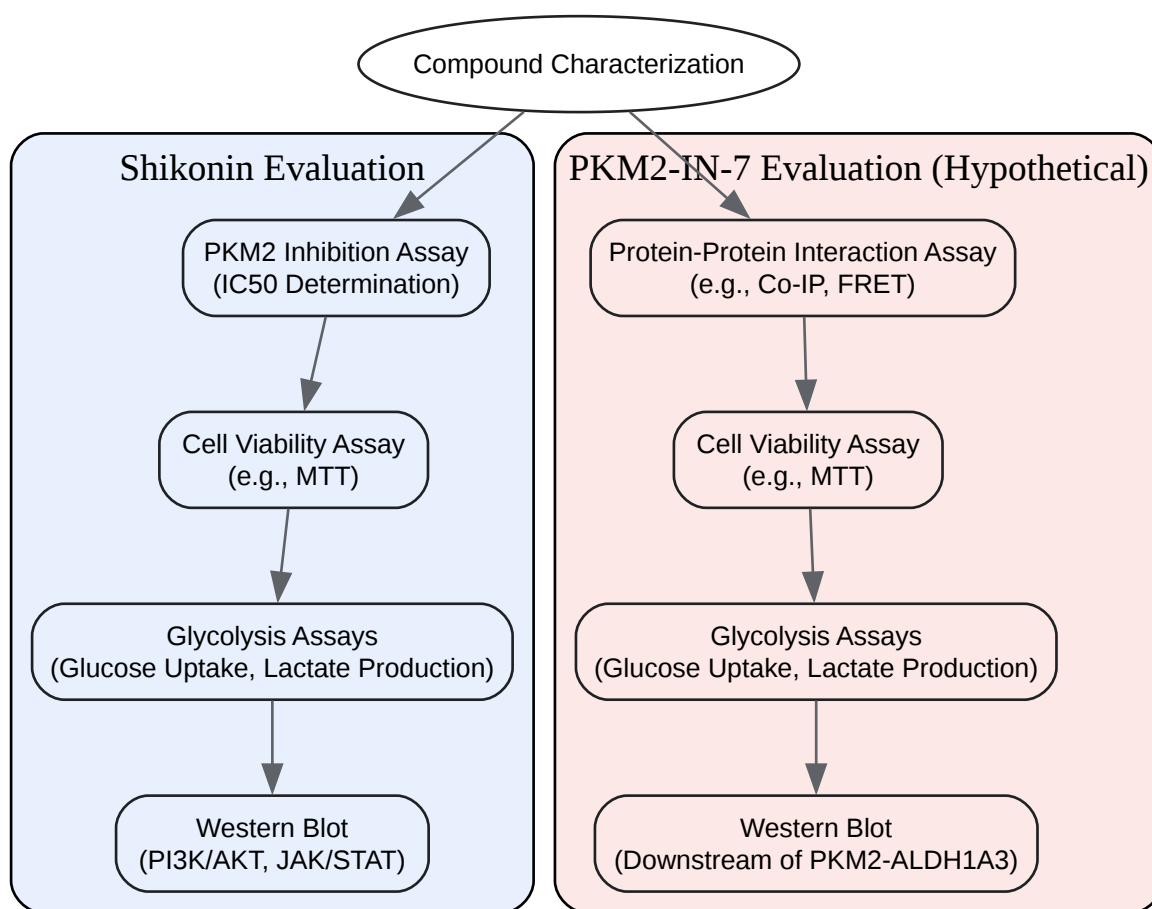 Compound Characterization
Shikonin Evaluation
PKM2 Inhibition Assay
(IC50 Determination)
Cell Viability Assay
(e.g., MTT)
Glycolysis Assays
(Glucose Uptake, Lactate Production)
Western Blot
(PI3K/AKT, JAK/STAT)
PKM2-IN-7 Evaluation (Hypothetical)
Protein-Protein Interaction Assay
(e.g., Co-IP, FRET)
Cell Viability Assay
(e.g., MTT)
Glycolysis Assays
(Glucose Uptake, Lactate Production)
Western Blot
(Downstream of PKM2-ALDH1A3)